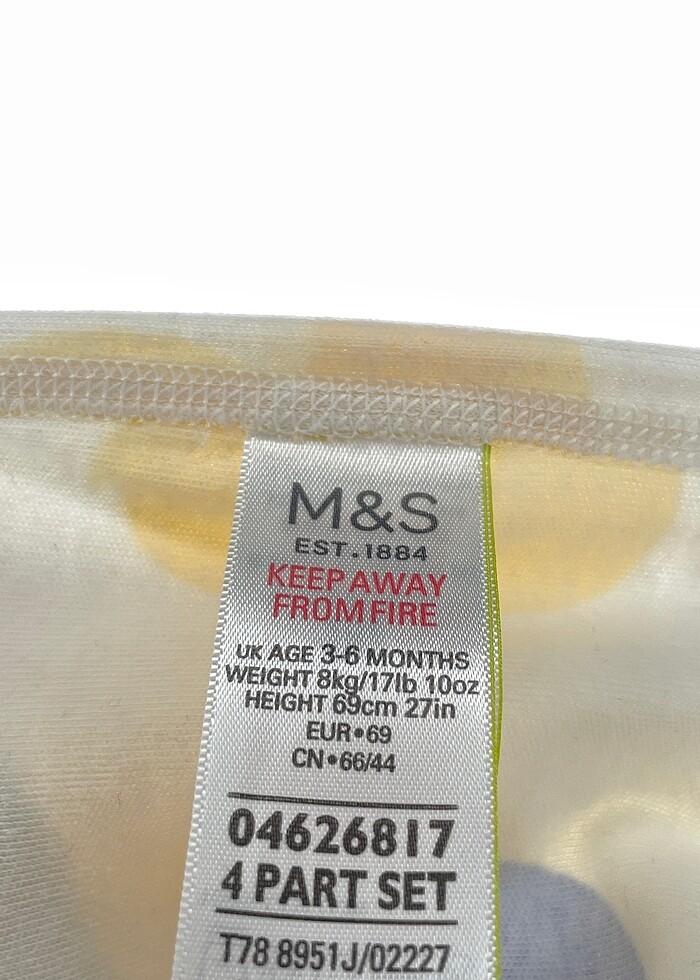 M&S
EST.1884
KEEP AWAY
FROM FIRE
UK AGE 3-6 MONTHS
WEIGHT 8kg/17lb 10oz
HEIGHT 69cm 27in
EUR•69
CN•66/44
04626817
4 PART SET
T78 8951J/02227